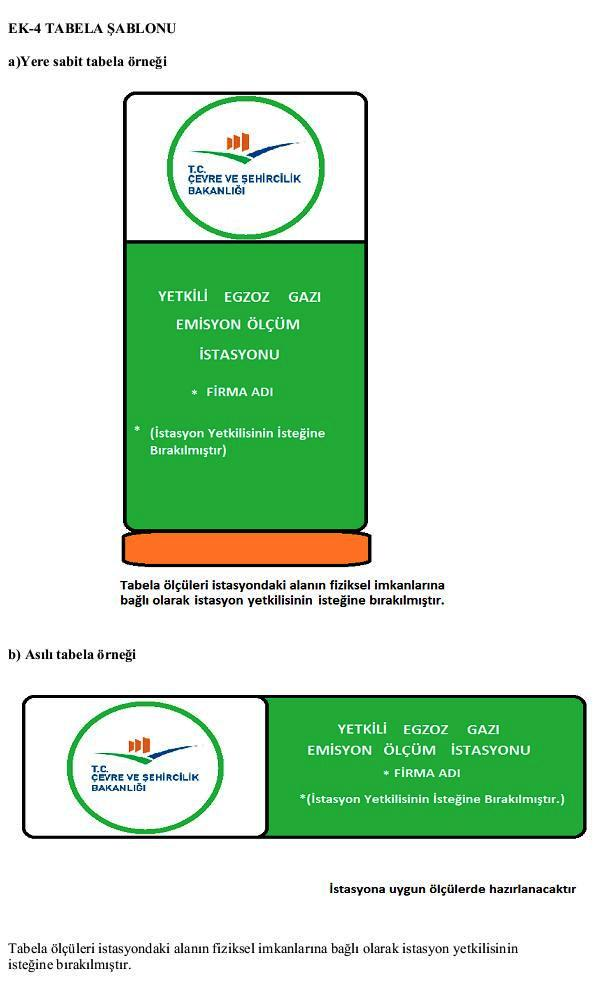 EK-4 TABELA ŞABLONU
a)Yere sabit tabela örneği
T.C.
ÇEVRE VE ŞEHİRCİLİK
BAKANLIĞI
YETKİLİ EGZOZ GAZI
EMİSYON ÖLÇÜM
İSTASYONU
* FİRMA ADI
* (İstasyon Yetkilisinin İsteğine
Bırakılmıştır)
Tabela ölçüleri istasyondaki alanın fiziksel imkanlarına
bağlı olarak istasyon yetkilisinin isteğine bırakılmıştır.
b) Asılı tabela örneği
T.C.
ÇEVRE VE ŞEHİRCİLİK
BAKANLIĞI
YETKİLİ EGZOZ GAZI
EMİSYON ÖLÇÜM İSTASYONU
* FİRMA ADI
*(İstasyon Yetkilisinin İsteğine Bırakılmıştır.)
İstasyona uygun ölçülerde hazırlanacaktır
Tabela ölçüleri istasyondaki alanın fiziksel imkanlarına bağlı olarak istasyon yetkilisinin
isteğine bırakılmıştır.